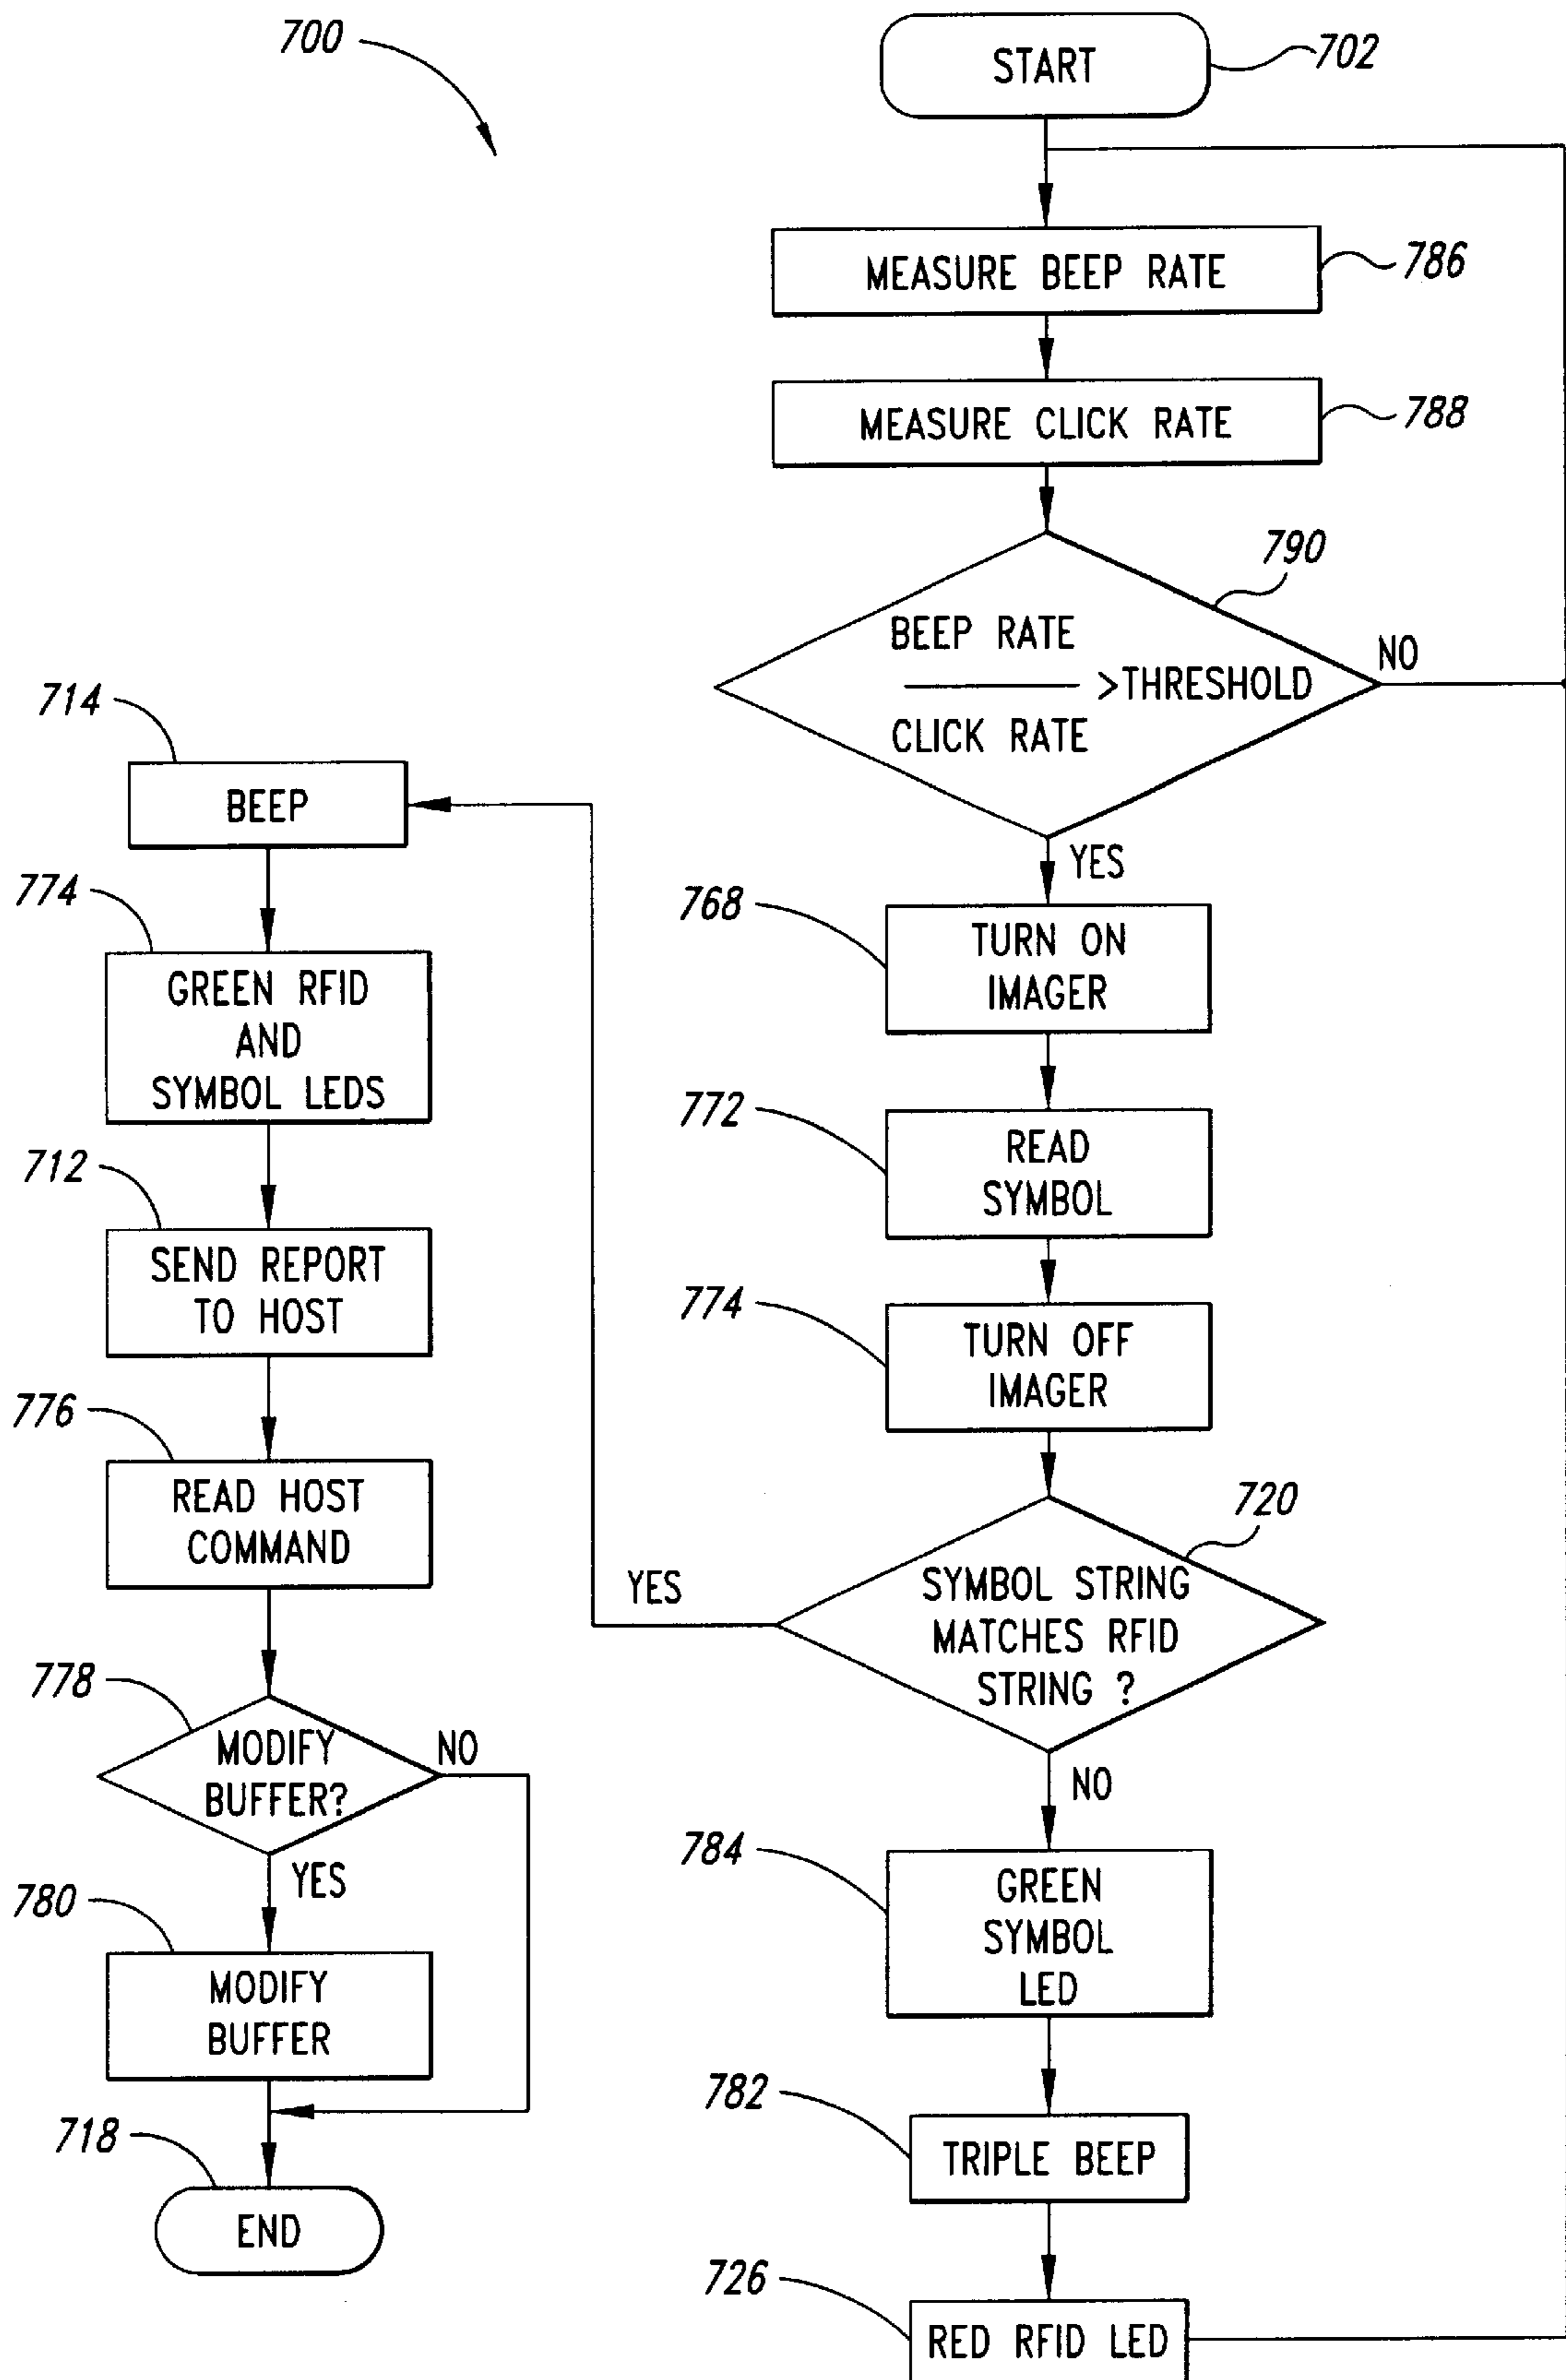 700
START
702
MEASURE BEEP RATE
786
MEASURE CLICK RATE
788
790
BEEP RATE
>THRESHOLD
CLICK RATE
NO
YES
768
TURN ON
IMAGER
772
READ
SYMBOL
774
TURN OFF
IMAGER
720
SYMBOL STRING
MATCHES RFID
STRING ?
YES
NO
784
GREEN
SYMBOL
LED
782
TRIPLE BEEP
726
RED RFID LED
714
BEEP
774
GREEN RFID
AND
SYMBOL LEDS
712
SEND REPORT
TO HOST
776
READ HOST
COMMAND
778
MODIFY
BUFFER?
NO
YES
780
MODIFY
BUFFER
718
END